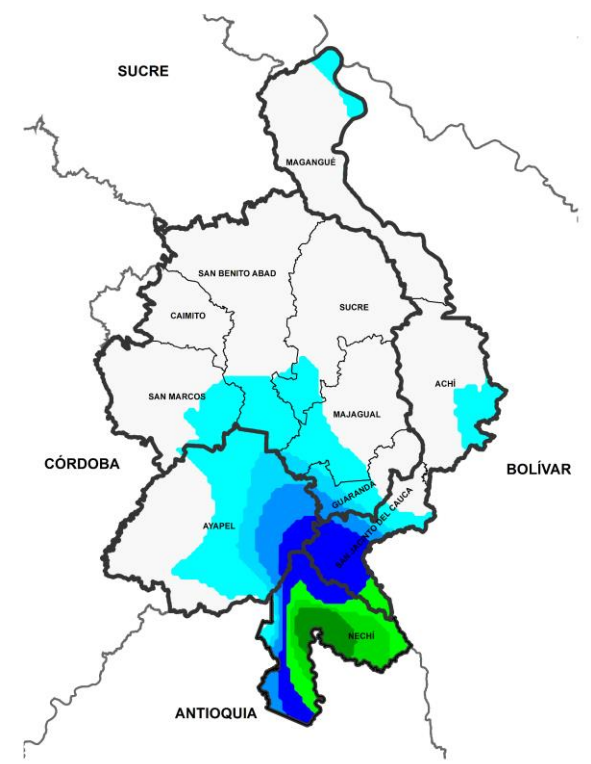 SUCRE
MAGANGUÉ
SAN BENITO ABAD
SUCRE
CAIMITO
ACHÍ
SAN MARCOS
MAJAGUAL
CÓRDOBA
BOLÍVAR
GUARANDA
SAN JACINTO DEL CAUCA
AYAPEL
NECHÍ
ANTIOQUIA